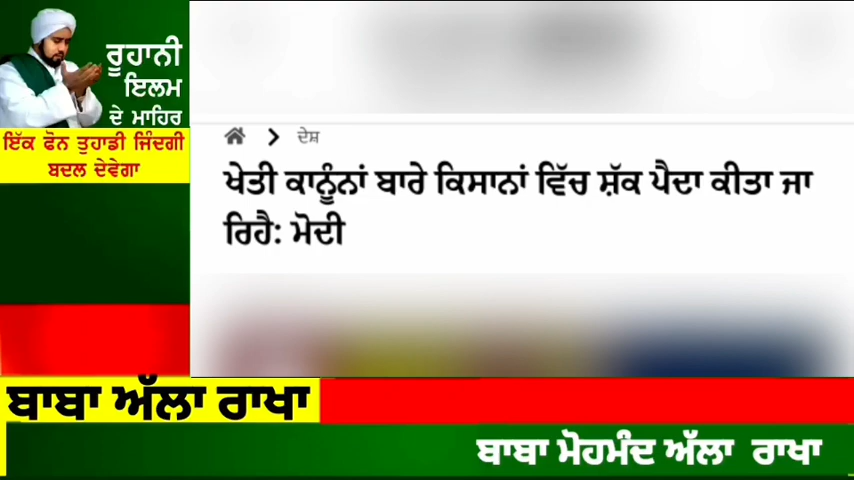 ਰੂਹਾਨੀ
ਇਲਮ
ਦੇ ਮਾਹਿਰ
ਇੱਕ ਫੋਨ ਤੁਹਾਡੀ ਜਿੰਦਗੀ
ਬਦਲ ਦੇਵੇਗਾ
ਦੇਸ਼
ਖੇਤੀ ਕਾਨੂੰਨਾਂ ਬਾਰੇ ਕਿਸਾਨਾਂ ਵਿੱਚ ਸ਼ੱਕ ਪੈਦਾ ਕੀਤਾ ਜਾ
ਰਿਹੈ: ਮੋਦੀ
ਬਾਬਾ ਅੱਲਾ ਰਾਖਾ
ਬਾਬਾ ਮੋਹਮੰਦ ਅੱਲਾ ਰਾਖਾ